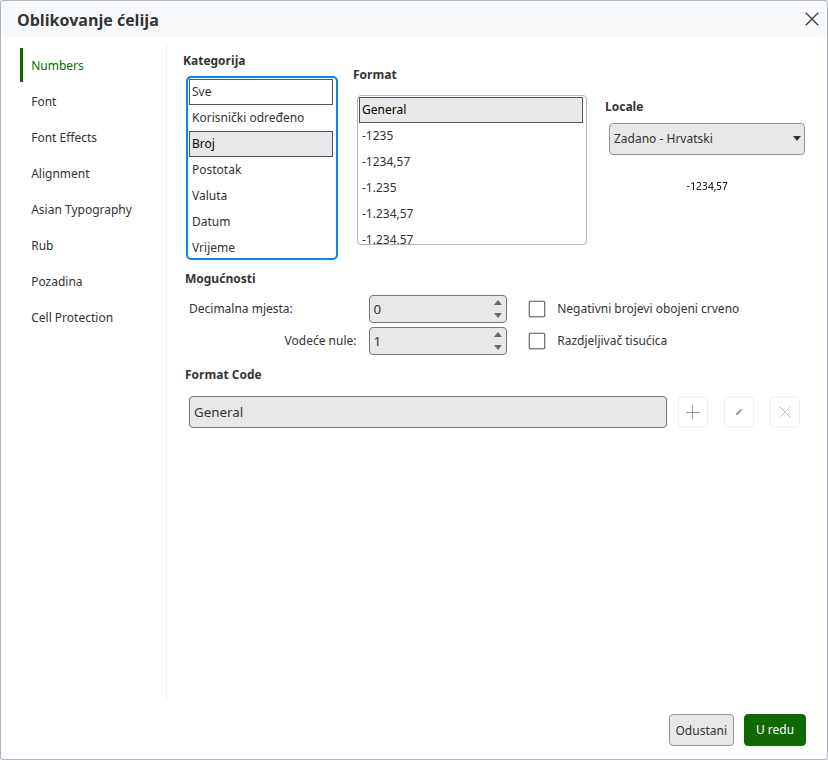 Oblikovanje ćelija
Numbers
Font
Font Effects
Alignment
Asian Typography
Rub
Pozadina
Cell Protection
Kategorija
Sve
Korisnički određeno
Broj
Postotak
Valuta
Datum
Vrijeme
Format
General
-1235
-1234,57
-1.235
-1.234,57
-1.234,57
Locale
Zadano - Hrvatski
-1234,57
Mogućnosti
Decimalna mjesta: 0
Negativni brojevi obojeni crveno
Vodeće nule: 1
Razdjeljivač tisućica
Format Code
General
Odustani
U redu